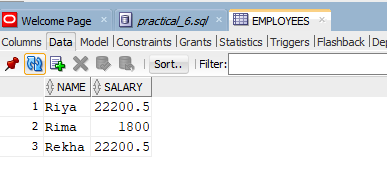 Welcome Page practical_6.sql EMPLOYEES
Columns Data Model Constraints Grants Statistics Triggers Flashback Dep
Sort.. Filter:
NAME SALARY
1 Riya 22200.5
2 Rima 1800
3 Rekha 22200.5